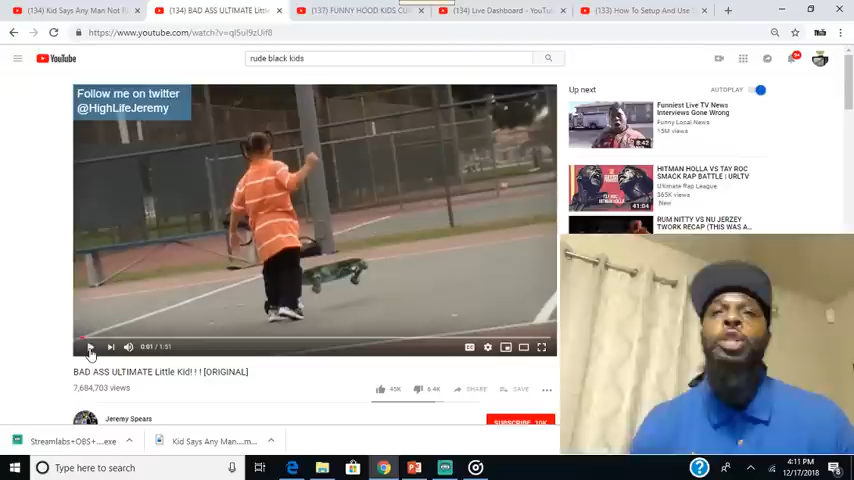 (134) Kid Says Any Man Not F
(134) BAD ASS ULTIMATE Littl
(137) FUNNY HOOD KIDS CU
(134) Live Dashboard - YouTu
(133) How To Setup And Use
https://www.youtube.com/watch?v=
YouTube
rude black kids
Follow me on twitter
@HighLifeJeremy
Up next
AUTOPLAY
Funniest Live TV News
Interviews Gone Wrong
Funny Local News
15M views
8:42
HITMAN HOLLA VS TAY ROC
SMACK RAP BATTLE | URLTV
Ultimate Rap League
565K views
New
41:04
RUM NITTY VS NU JERZEY
TWORK RECAP (THIS WAS A...
0:01 / 1:51
BAD ASS ULTIMATE Little Kid! ! ! [ORIGINAL]
7,684,703 views
45K
6.4K
SHARE
SAVE
Jeremy Spears
SUBSCRIBE 10K
Streamlabs+OBS+....exe
Kid Says Any Man....m...
Type here to search
4:11 PM
12/17/2018